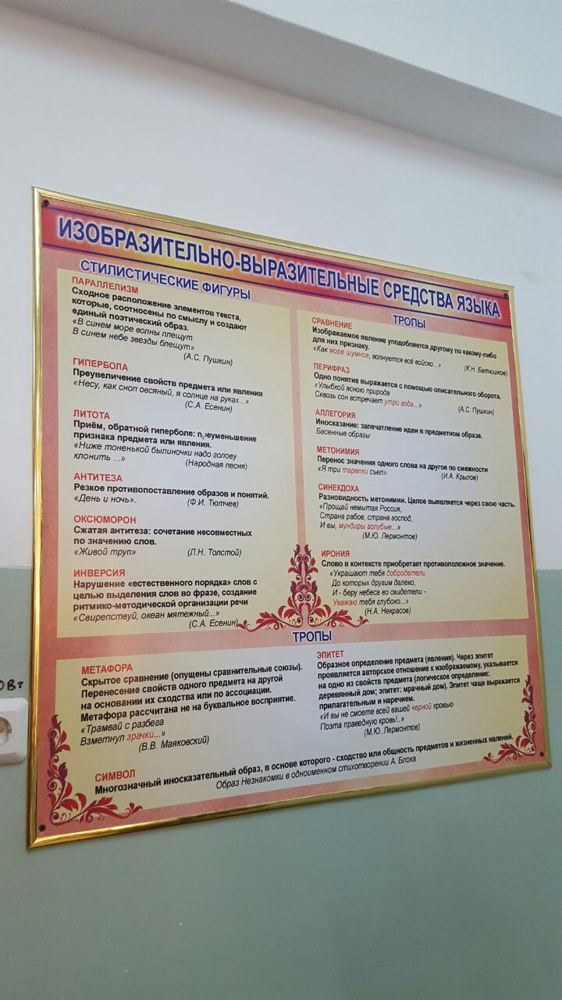 ИЗОБРАЗИТЕЛЬНО-ВЫРАЗИТЕЛЬНЫЕ СРЕДСТВА ЯЗЫКА
СТИЛИСТИЧЕСКИЕ ФИГУРЫ
ПАРАЛЛЕЛИЗМ
Сходное расположение элементов текста,
которые, соотносены по смыслу и создают
единый поэтический образ.
«В синем море волны плещут.
В синем небе звезды блещут»
(А.С. Пушкин)
ГИПЕРБОЛА
Преувеличение свойств предмета или явления
«Несу, как сноп овсяный, я солнце на руках...»
(С.А. Есенин)
ЛИТОТА
Приём, обратной гиперболе: преуменьшение
признака предмета или явления.
«Ниже тоненькой былиночки надо голову
клонить ...» (Народная песня)
АНТИТЕЗА
Резкое противопоставление образов и понятий.
«День и ночь». (Ф.И. Тютчев)
ОКСЮМОРОН
Сжатая антитеза: сочетание несовместных
по значению слов.
«Живой труп» (Л.Н. Толстой)
ИНВЕРСИЯ
Нарушение «естественного порядка» слов с
целью выделения слов во фразе, создание
ритмико-методической организации речи
«Свирепствуй, океан мятежный...»
(С.А. Есенин)
ТРОПЫ
СРАВНЕНИЕ
Изображаемое явление уподобляется другому по какому-либо
для них признаку.
«Как море шумное, волнуется всё войско...»
(К.Н. Батюшков)
ПЕРИФРАЗ
Одно понятие выражается с помощью описательного оборота.
«Улыбкой ясною природа
Сквозь сон встречает утро года...»
(А.С. Пушкин)
АЛЛЕГОРИЯ
Иносказание: запечатление идеи в предметном образе.
Басенные образы
МЕТОНИМИЯ
Перенос значения одного слова на другое по смежности
«Я три тарелки съел» (И.А. Крылов)
СИНЕКДОХА
Разновидность метонимии. Целое выявляется через свою часть.
«Прощай немытая Россия,
Страна рабов, страна господ,
И вы, мундиры голубые...»
(М.Ю. Лермонтов)
ИРОНИЯ
Слово в контексте приобретает противоположное значение.
«Украшают тебя добродетели
До которых другим далеко,
И - беру небеса во свидетели -
Уважаю тебя глубоко...»
(Н.А. Некрасов)
ТРОПЫ
МЕТАФОРА
Скрытое сравнение (опущены сравнительные союзы).
Перенесение свойств одного предмета на другой
на основании их сходства или по ассоциации.
Метафора рассчитана не на буквальное восприятие.
«Трамвай с разбега
Взметнул зрачки...»
(В.В. Маяковский)
ЭПИТЕТ
Образное определение предмета (явления). Через эпитет
проявляется авторское отношение к изображаемому, указывается
на одно из свойств предмета (логическое определение:
деревянный дом; эпитет: мрачный дом). Эпитет чаще выражается
прилагательным и наречием.
«И вы не смоете всей вашей черной кровью
Поэта праведную кровь!..»
(М.Ю. Лермонтов)
СИМВОЛ
Многозначный иносказательный образ, в основе которого - сходство или общность предметов и жизненных явлений.
Образ Незнакомки в одноименном стихотворении А. Блока